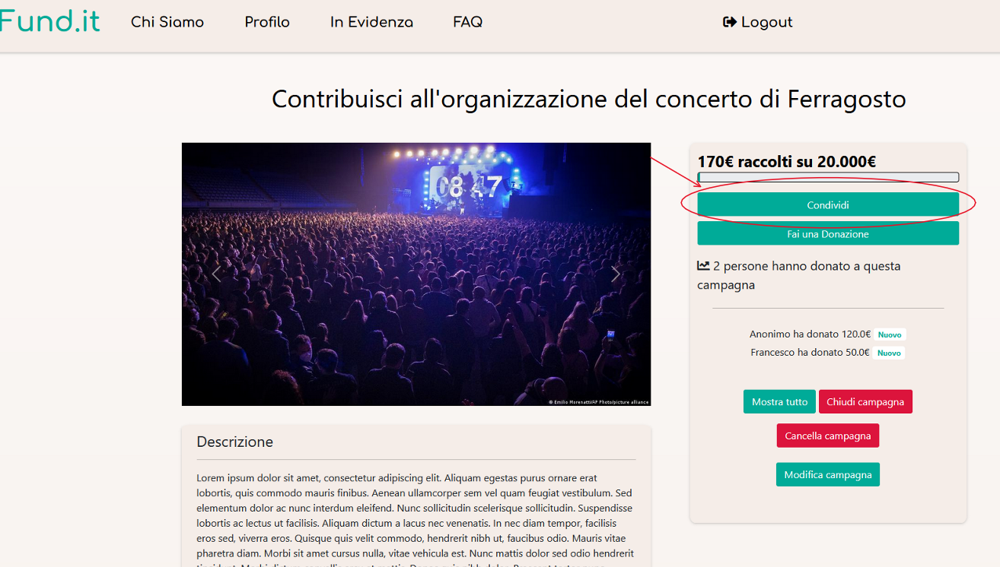 Fund.it
Chi Siamo
Profilo
In Evidenza
FAQ
Logout
Contribuisci all'organizzazione del concerto di Ferragosto
08:47
© Emilio Morenatti/AP Photo/picture alliance
170€ raccolti su 20.000€
Condividi
Fai una Donazione
2 persone hanno donato a questa
campagna
Anonimo ha donato 120.0€ Nuovo
Francesco ha donato 50.0€ Nuovo
Mostra tutto
Chiudi campagna
Cancella campagna
Modifica campagna
Descrizione
Lorem ipsum dolor sit amet, consectetur adipiscing elit. Aliquam egestas purus ornare erat
lobortis, quis commodo mauris finibus. Aenean ullamcorper sem vel quam feugiat vestibulum. Sed
elementum dolor ac nunc interdum eleifend. Nunc sollicitudin scelerisque sollicitudin. Suspendisse
lobortis ac lectus ut facilisis. Aliquam dictum a lacus nec venenatis. In nec diam tempor, facilisis
eros sed, viverra eros. Quisque quis velit commodo, hendrerit nibh ut, faucibus odio. Mauris vitae
pharetra diam. Morbi sit amet cursus nulla, vitae vehicula est. Nunc mattis dolor sed odio hendrerit